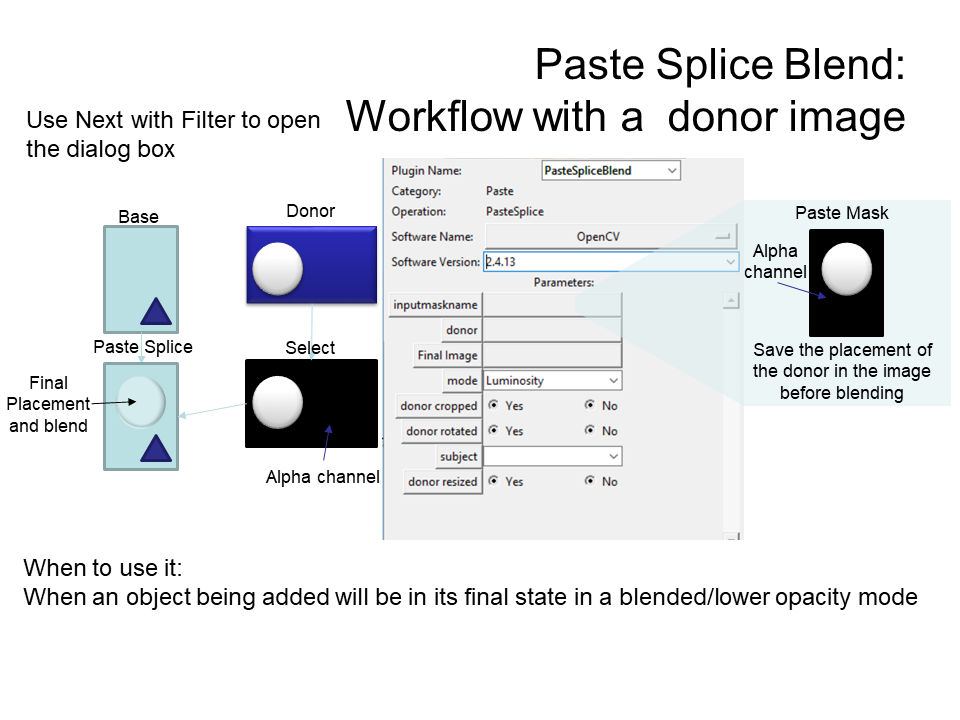 Paste Splice Blend:
Workflow with a donor image
Use Next with Filter to open
the dialog box
Base
Donor
Paste Splice
Select
Final
Placement
and blend
Alpha channel
Plugin Name: PasteSpliceBlend
Category: Paste
Operation: PasteSplice
Software Name: OpenCV
Software Version: 2.4.13
Parameters:
inputmaskname
donor
Final Image
mode Luminosity
donor cropped Yes No
donor rotated Yes No
subject
donor resized Yes No
Paste Mask
Alpha
channel
Save the placement of
the donor in the image
before blending
When to use it:
When an object being added will be in its final state in a blended/lower opacity mode